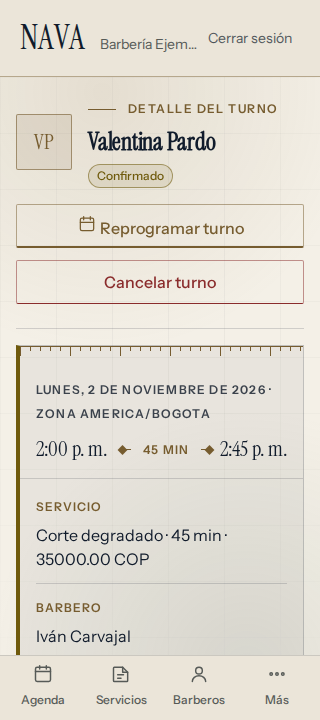 NAVA Barbería Ejem... Cerrar sesión
DETALLE DEL TURNO
VP
Valentina Pardo
Confirmado
Reprogramar turno
Cancelar turno
LUNES, 2 DE NOVIEMBRE DE 2026 ·
ZONA AMERICA/BOGOTA
2:00 p. m. 45 MIN 2:45 p. m.
SERVICIO
Corte degradado · 45 min ·
35000.00 COP
BARBERO
Iván Carvajal
Agenda Servicios Barberos Más